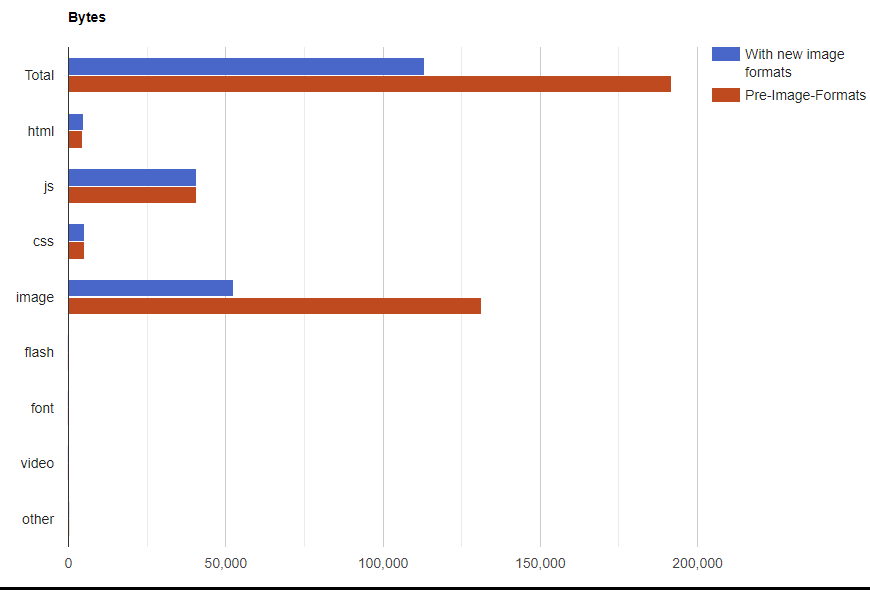 Bytes
With new image
formats
Pre-Image-Formats
Total
html
js
css
image
flash
font
video
other
0 50,000 100,000 150,000 200,000